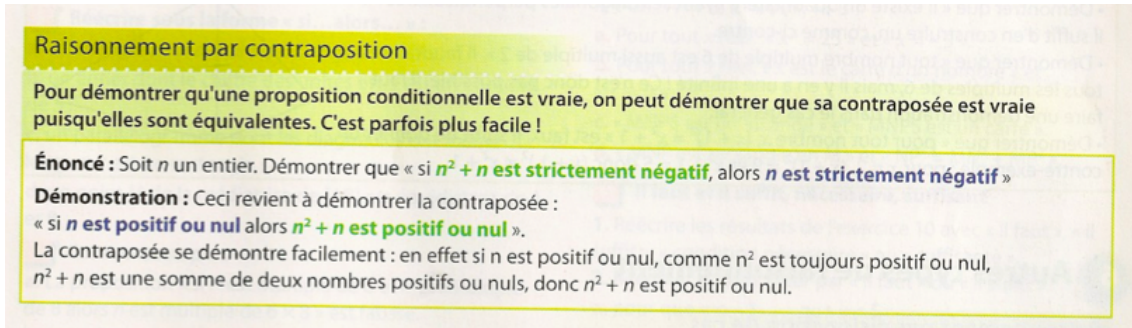 Raisonnement par contraposition
Pour démontrer qu'une proposition conditionnelle est vraie, on peut démontrer que sa contraposée est vraie
puisqu'elles sont équivalentes. C'est parfois plus facile !
Énoncé : Soit n un entier. Démontrer que « si n² + n est strictement négatif, alors n est strictement négatif »
Démonstration : Ceci revient à démontrer la contraposée :
« si n est positif ou nul alors n² + n est positif ou nul ».
La contraposée se démontre facilement : en effet si n est positif ou nul, comme n² est toujours positif ou nul,
n² + n est une somme de deux nombres positifs ou nuls, donc n² + n est positif ou nul.